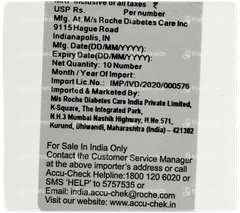 MRP Inclusive of all taxes ₹
USP Rs. Per number
Mfg. At:M/s Roche Diabetes Care Inc
9115 Hague Road
Indianapolis, IN
Mfg. Date(DD/MM/YYYY):
Expiry Date(DD/MM/YYYY):
Net Quantity: 10 Number
Month / Year Of Import:
Import Lic.No.: IMP/IVD/2020/000576
Imported & Marketed By:
M/s Roche Diabetes Care India Private Limited,
K-Square, The Integrated Park,
N.H.3 Mumbai Nashik Highway, N.No 571,
Kurund, Bhiwandi, Maharashtra (India) – 421302
For Sale in India Only
Contact the Customer Service Manager
at the above importer's address or call
Accu-Chek Helpline:1800 120 6020 or
SMS 'HELP' to 5757535 or
Email: india.accu-chek@roche.com
Visit our website: www.accu-chek.in